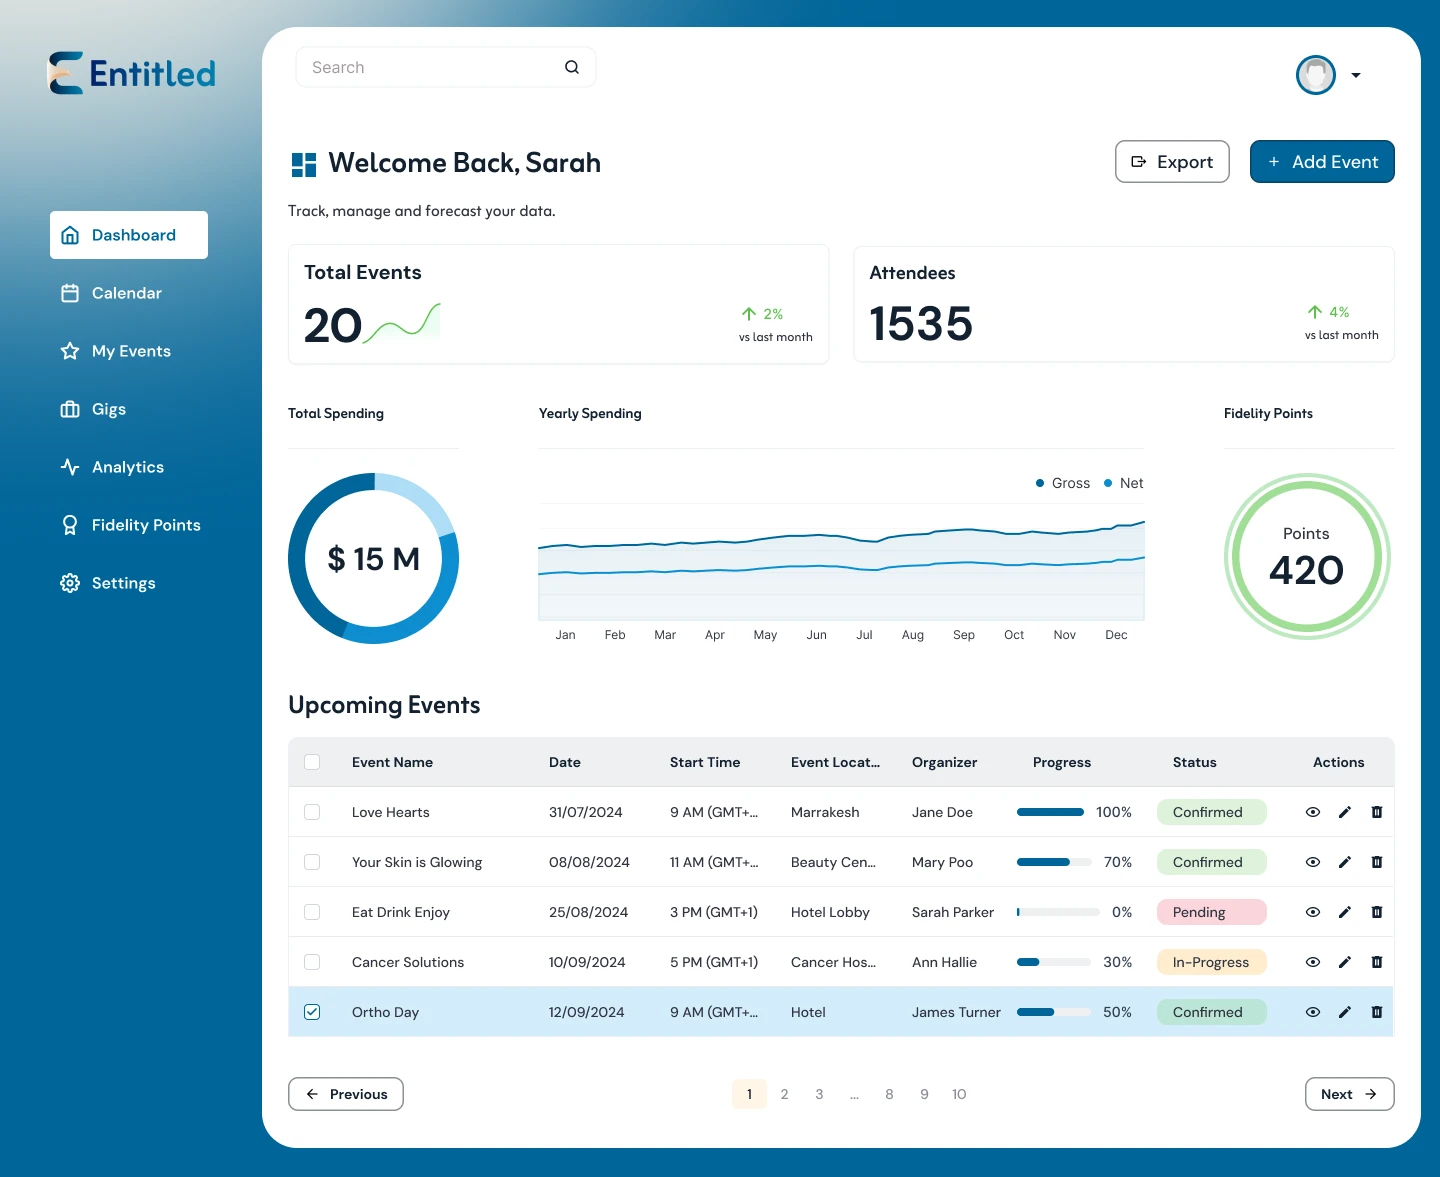 Entitled
Search
Welcome Back, Sarah
Export
+ Add Event
Track, manage and forecast your data.
Dashboard
Calendar
My Events
Gigs
Analytics
Fidelity Points
Settings
Total Events
20
2%
vs last month
Attendees
1535
4%
vs last month
Total Spending
$ 15 M
Yearly Spending
Gross Net
Jan Feb Mar Apr May Jun Jul Aug Sep Oct Nov Dec
Fidelity Points
Points
420
Upcoming Events
Event Name Date Start Time Event Locat... Organizer Progress Status Actions
Love Hearts 31/07/2024 9 AM (GMT+... Marrakesh Jane Doe 100% Confirmed
Your Skin is Glowing 08/08/2024 11 AM (GMT+... Beauty Cen... Mary Poo 70% Confirmed
Eat Drink Enjoy 25/08/2024 3 PM (GMT+1) Hotel Lobby Sarah Parker 0% Pending
Cancer Solutions 10/09/2024 5 PM (GMT+1) Cancer Hos... Ann Hallie 30% In-Progress
Ortho Day 12/09/2024 9 AM (GMT+... Hotel James Turner 50% Confirmed
Previous 1 2 3 ... 8 9 10 Next